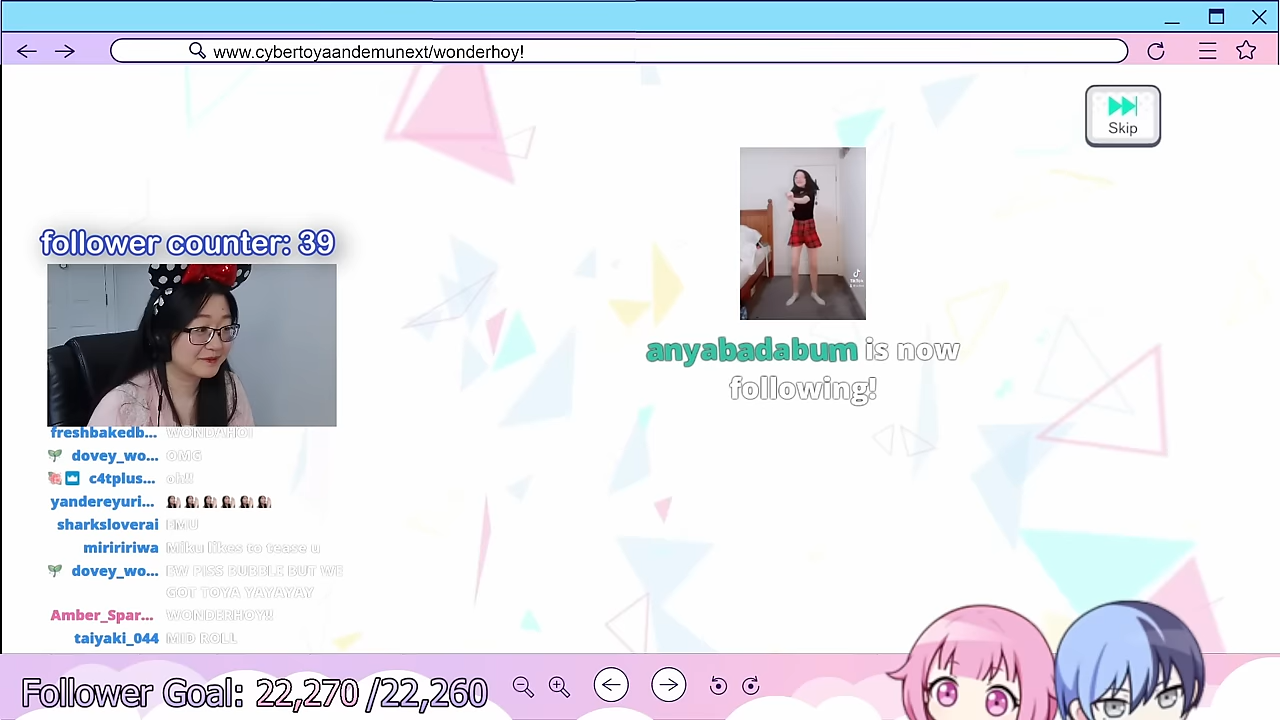 www.cybertoyaandemunext/wonderhoy!
Skip
follower counter: 39
anyabadabum is now
following!
freshbakedb... WONDAHOI
dovey_wo... OMG
c4tplus... oh!!
yandereyuri...
sharksloverai EMU
miriririwa Miku likes to tease u
dovey_wo... EW PISS BUBBLE BUT WE
GOT TOYA YAYAYAY
Amber_Spar... WONDERHOY!!
taiyaki_044 MID ROLL
Follower Goal: 22,270 /22,260